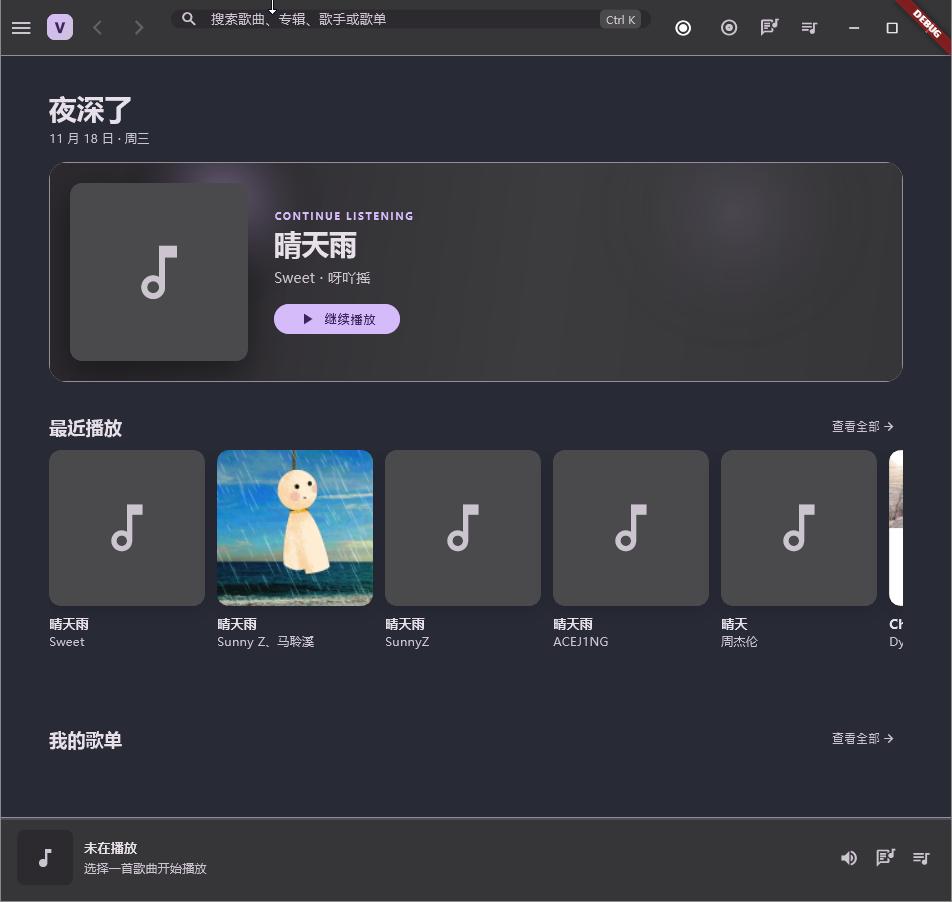 V
搜索歌曲、专辑、歌手或歌单
Ctrl K
DEBUG
夜深了
11 月 18 日 · 周三
CONTINUE LISTENING
晴天雨
Sweet · 呀吖摇
继续播放
最近播放
查看全部
晴天雨
Sweet
晴天雨
Sunny Z、马聆溪
晴天雨
SunnyZ
晴天雨
ACEJ1NG
晴天
周杰伦
Ch
Dy
我的歌单
查看全部
未在播放
选择一首歌曲开始播放